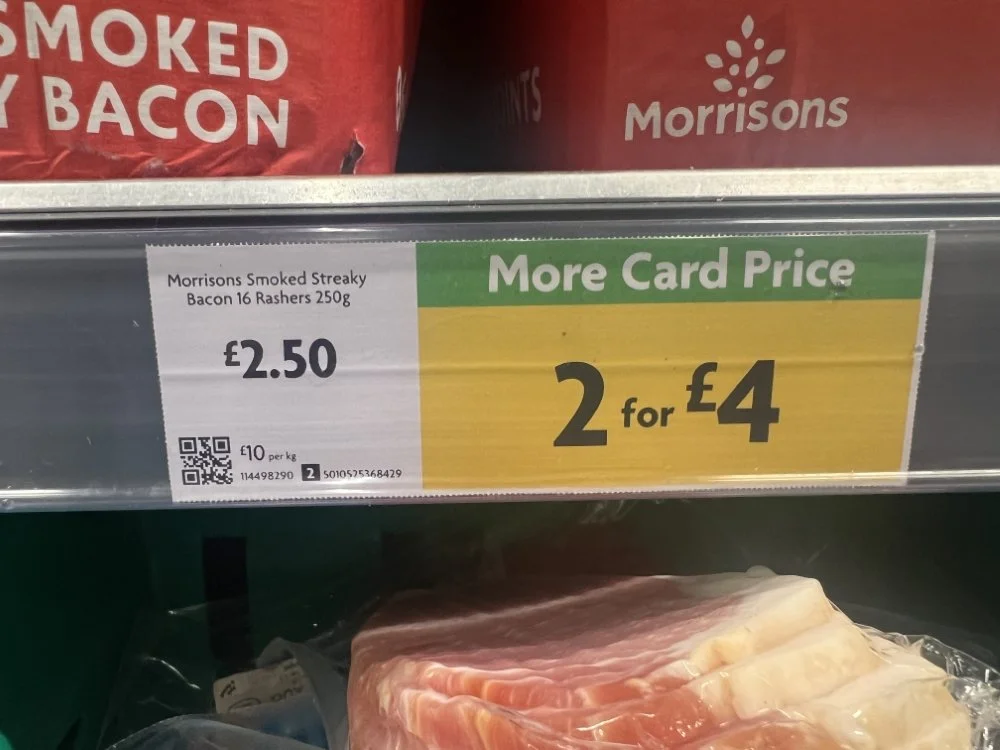 SMOKED
BACON
Morrisons
Morrisons Smoked Streaky
Bacon 16 Rashers 250g
£2.50
£10 per kg
114498290 2 5010525368429
More Card Price
2 for £4